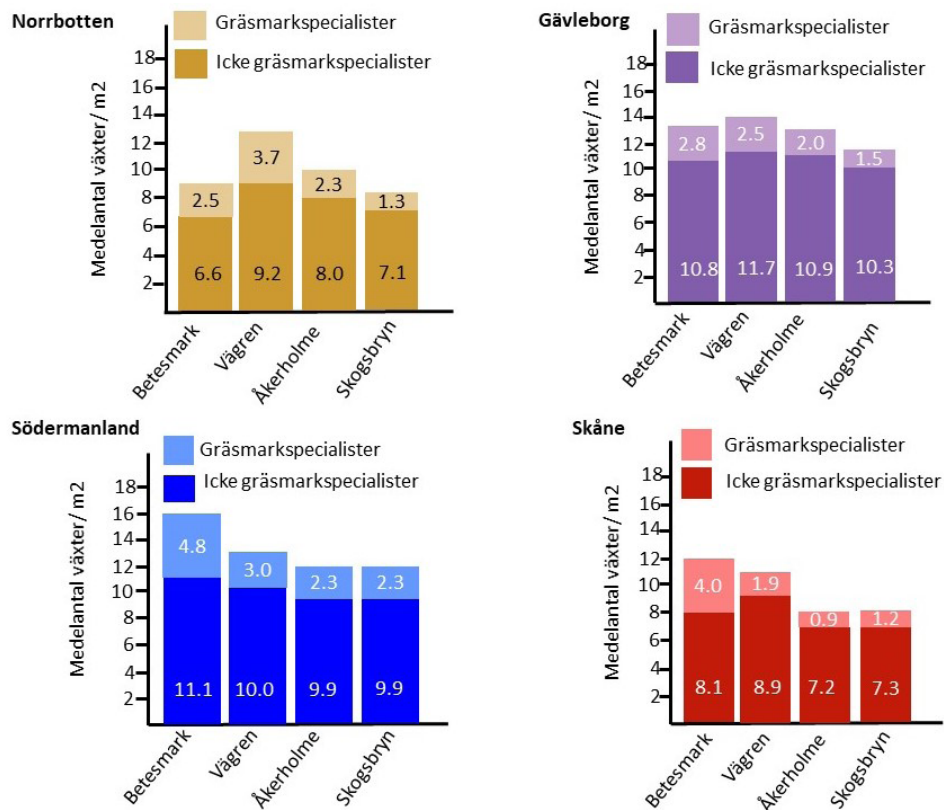 Norrbotten
Gräsmarkspecialister
Icke gräsmarkspecialister
Medelantal växter/ m2
18
16
14
12
10
8
6
4
2
2.5
3.7
2.3
1.3
6.6
9.2
8.0
7.1
Betesmark
Vägren
Åkerholme
Skogsbryn
Gävleborg
Gräsmarkspecialister
Icke gräsmarkspecialister
Medelantal växter/ m2
18
16
14
12
10
8
6
4
2
2.8
2.5
2.0
1.5
10.8
11.7
10.9
10.3
Betesmark
Vägren
Åkerholme
Skogsbryn
Södermanland
Gräsmarkspecialister
Icke gräsmarkspecialister
Medelantal växter/ m2
18
16
14
12
10
8
6
4
2
4.8
3.0
2.3
2.3
11.1
10.0
9.9
9.9
Betesmark
Vägren
Åkerholme
Skogsbryn
Skåne
Gräsmarkspecialister
Icke gräsmarkspecialister
Medelantal växter/ m2
18
16
14
12
10
8
6
4
2
4.0
1.9
0.9
1.2
8.1
8.9
7.2
7.3
Betesmark
Vägren
Åkerholme
Skogsbryn